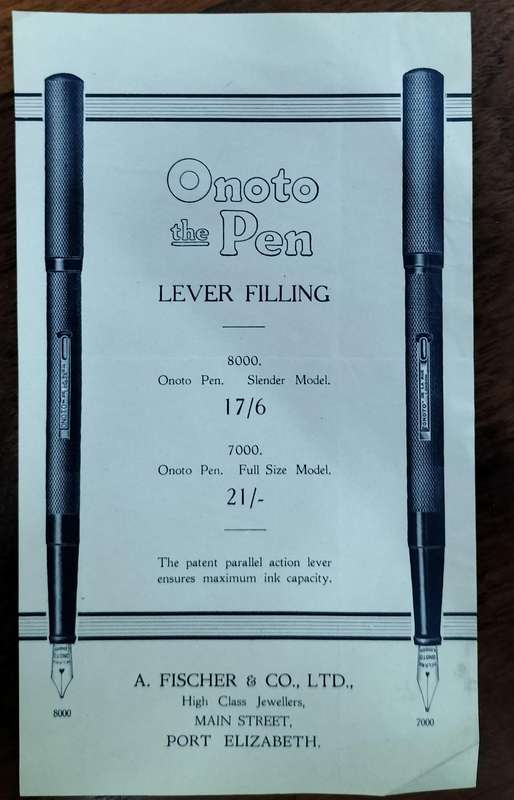 Onoto
the Pen
LEVER FILLING
8000.
Onoto Pen. Slender Model.
17/6
7000.
Onoto Pen. Full Size Model.
21/-
The patent parallel action lever
ensures maximum ink capacity.
A. FISCHER & CO., LTD.,
High Class Jewellers,
MAIN STREET,
PORT ELIZABETH.
8000
7000
ONOTO
ONOTO